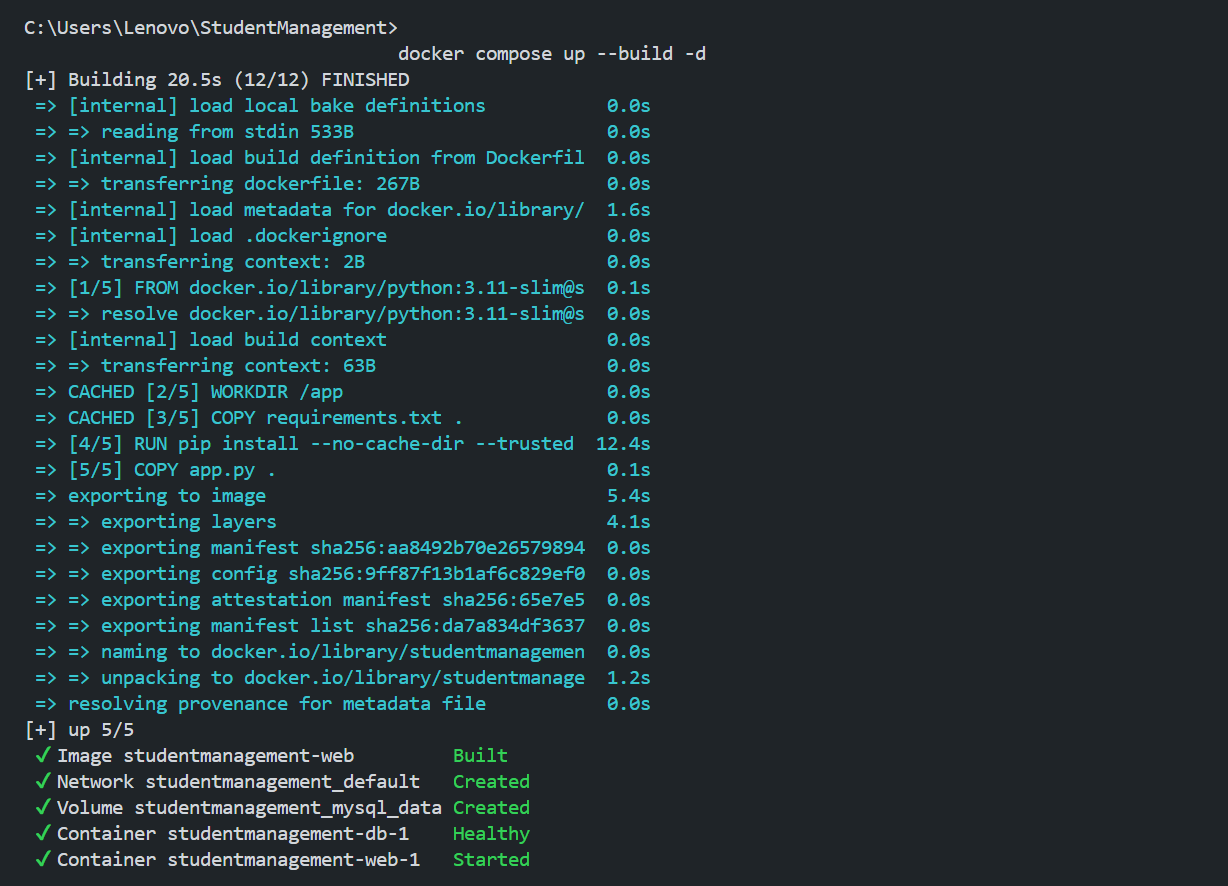 C:\Users\Lenovo\StudentManagement>
docker compose up --build -d
[+] Building 20.5s (12/12) FINISHED
=> [internal] load local bake definitions 0.0s
=> => reading from stdin 533B 0.0s
=> [internal] load build definition from Dockerfil 0.0s
=> => transferring dockerfile: 267B 0.0s
=> [internal] load metadata for docker.io/library/ 1.6s
=> [internal] load .dockerignore 0.0s
=> => transferring context: 2B 0.0s
=> [1/5] FROM docker.io/library/python:3.11-slim@s 0.1s
=> => resolve docker.io/library/python:3.11-slim@s 0.0s
=> [internal] load build context 0.0s
=> => transferring context: 63B 0.0s
=> CACHED [2/5] WORKDIR /app 0.0s
=> CACHED [3/5] COPY requirements.txt . 0.0s
=> [4/5] RUN pip install --no-cache-dir --trusted 12.4s
=> [5/5] COPY app.py . 0.1s
=> exporting to image 5.4s
=> => exporting layers 4.1s
=> => exporting manifest sha256:aa8492b70e26579894 0.0s
=> => exporting config sha256:9ff87f13b1af6c829ef0 0.0s
=> => exporting attestation manifest sha256:65e7e5 0.0s
=> => exporting manifest list sha256:da7a834df3637 0.0s
=> => naming to docker.io/library/studentmanagemen 0.0s
=> => unpacking to docker.io/library/studentmanage 1.2s
=> resolving provenance for metadata file 0.0s
[+] up 5/5
✓ Image studentmanagement-web Built
✓ Network studentmanagement_default Created
✓ Volume studentmanagement_mysql_data Created
✓ Container studentmanagement-db-1 Healthy
✓ Container studentmanagement-web-1 Started